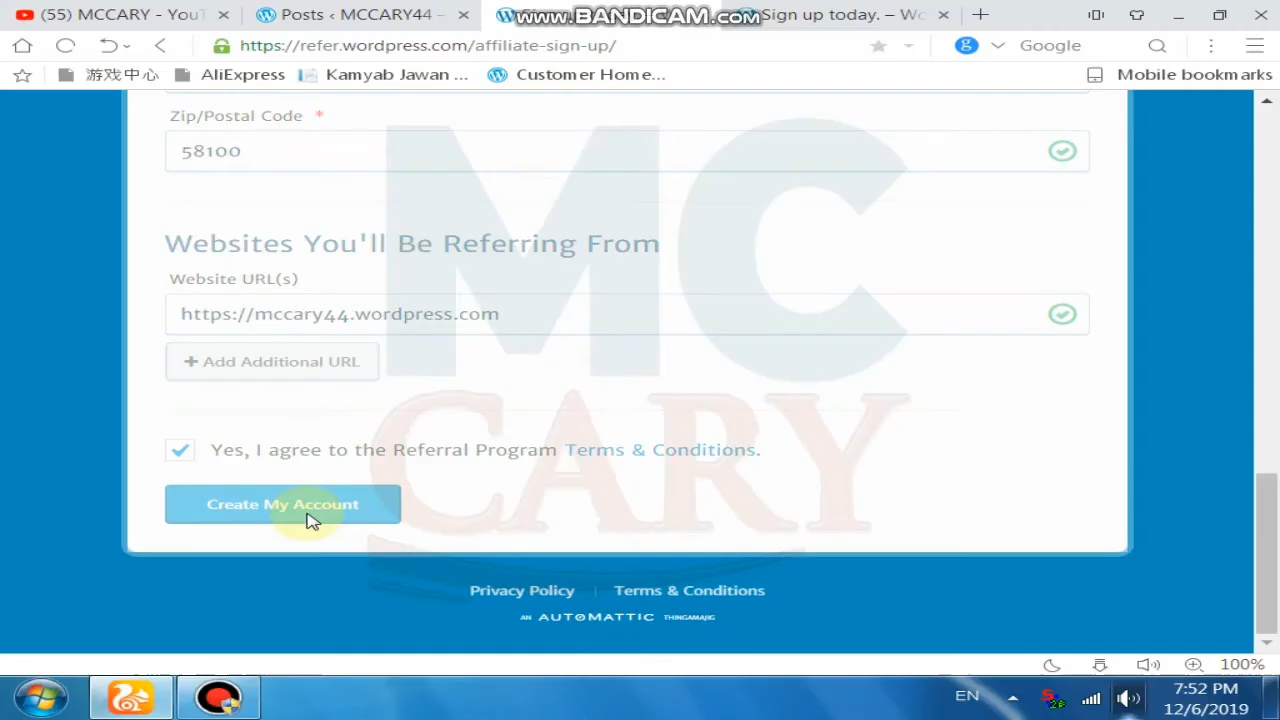 (55) MCCARY - YouT
Posts ‹ MCCARY44 –
www.BANDICAM.com
Sign up today. – Wo
https://refer.wordpress.com/affiliate-sign-up/
Google
游戏中心
AliExpress
Kamyab Jawan ...
Customer Home...
Mobile bookmarks
Zip/Postal Code *
58100
Websites You'll Be Referring From
Website URL(s)
https://mccary44.wordpress.com
+ Add Additional URL
Yes, I agree to the Referral Program Terms & Conditions.
Create My Account
MC
CARY
Privacy Policy
Terms & Conditions
AN AUTOMATTIC THINGAMAJIG
100%
EN
7:52 PM
12/6/2019